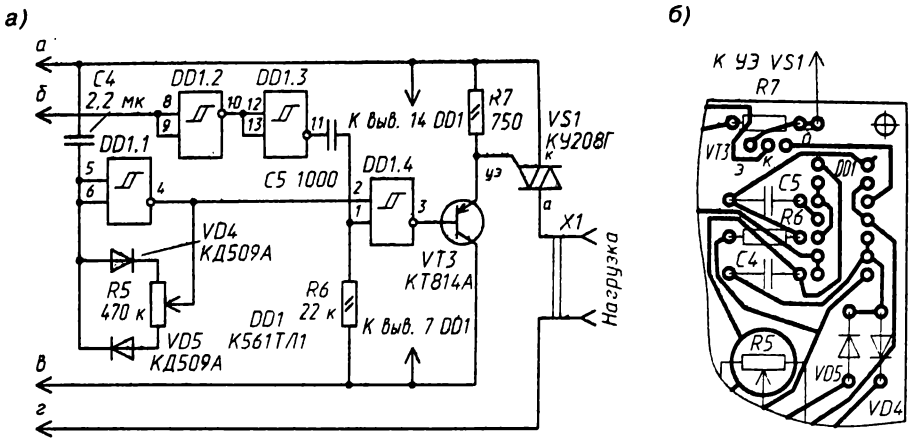 а)
а
б
в
г
C4
2,2 мк
DD1.2
8
9
10
DD1.3
12
13
11
DD1.1
5
6
4
C5 1000
К выв. 14 DD1
R7
750
VS1
КУ208Г
к
уэ
а
DD1.4
2
1
3
VT3
КТ814А
X1
Нагрузка
VD4
КД509А
R5
470 к
VD5
КД509А
DD1
К561ТЛ1
R6
22 к
К выв. 7 DD1
б)
К УЭ VS1
R7
VT3
Э
К
Б
DD1
C5
R6
C4
R5
VD5
VD4